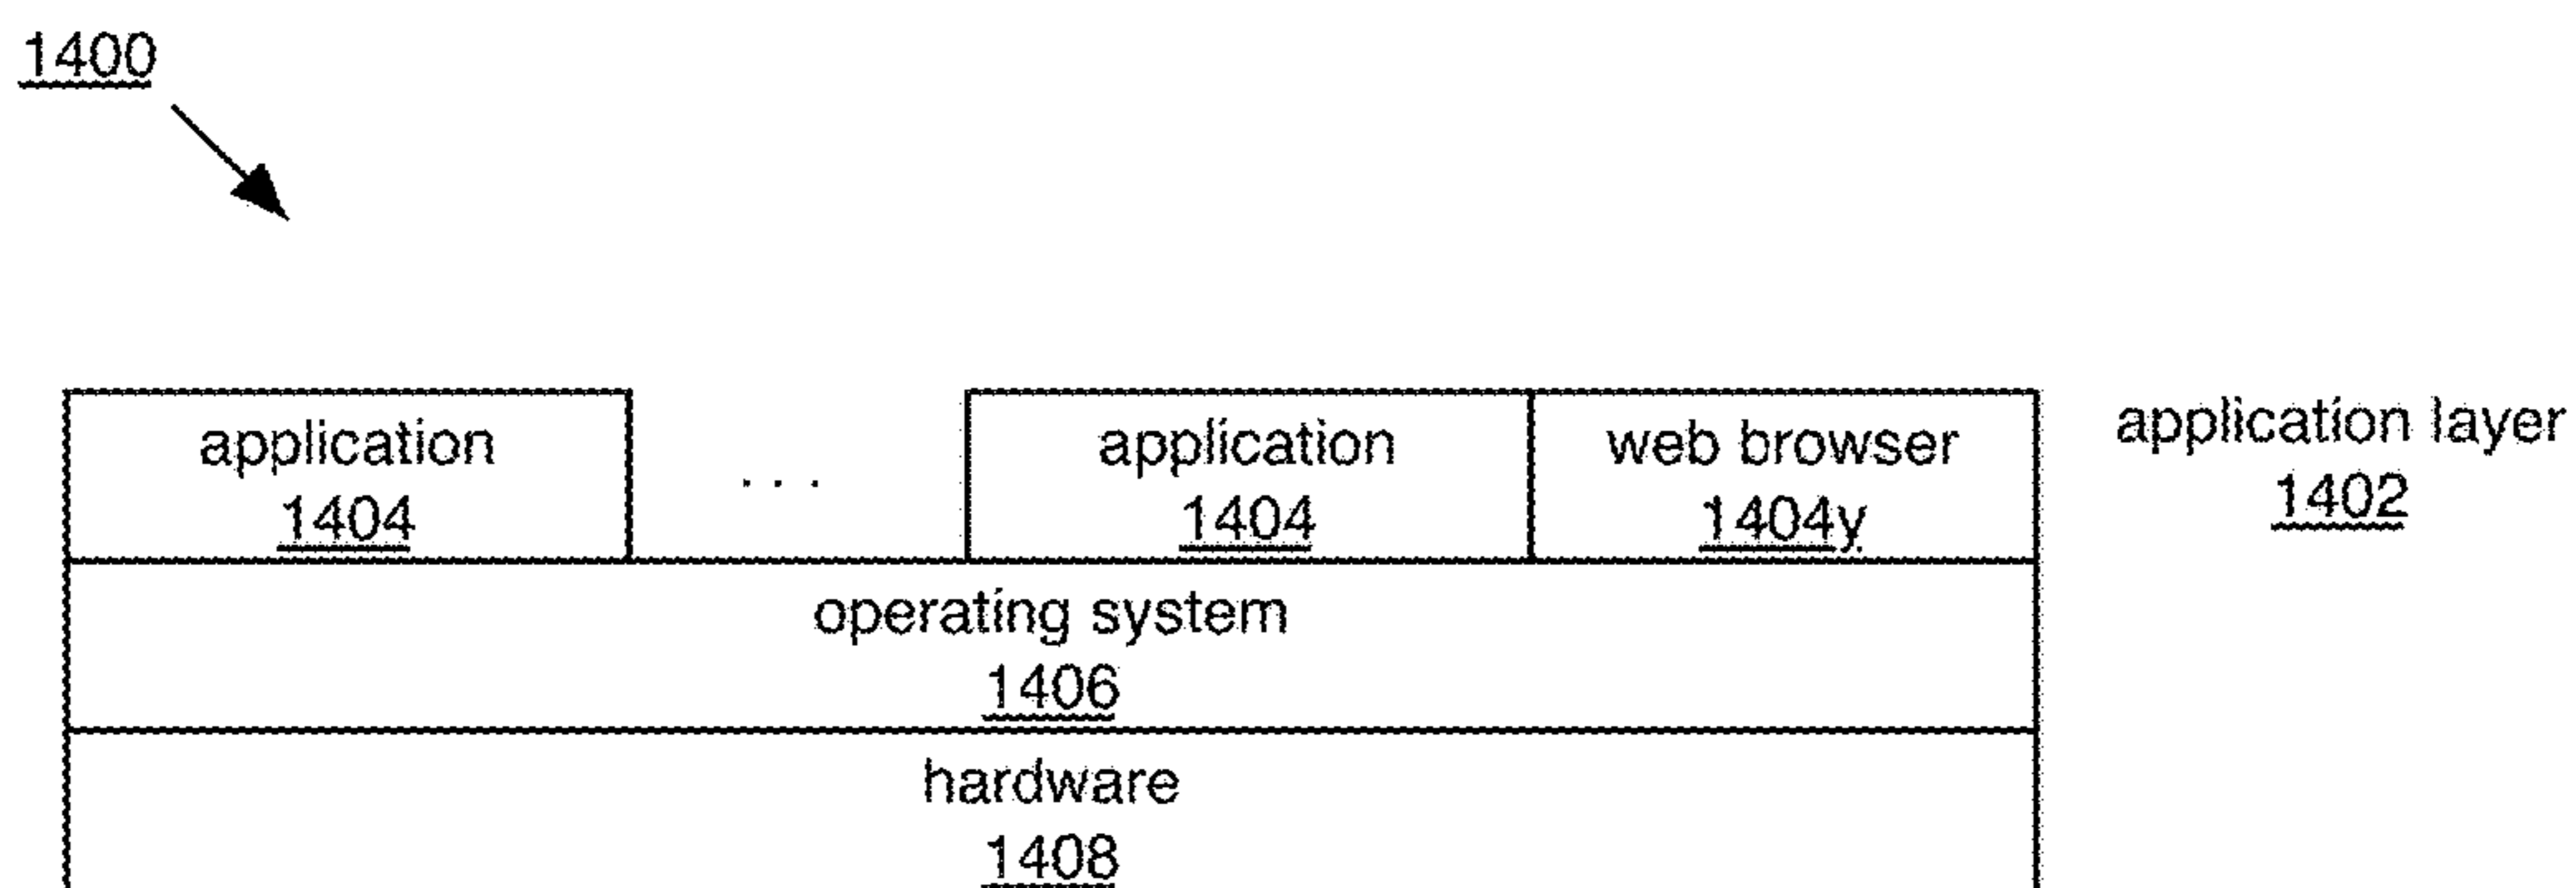 1400
application
1404
. . .
application
1404
web browser
1404y
application layer
1402
operating system
1406
hardware
1408